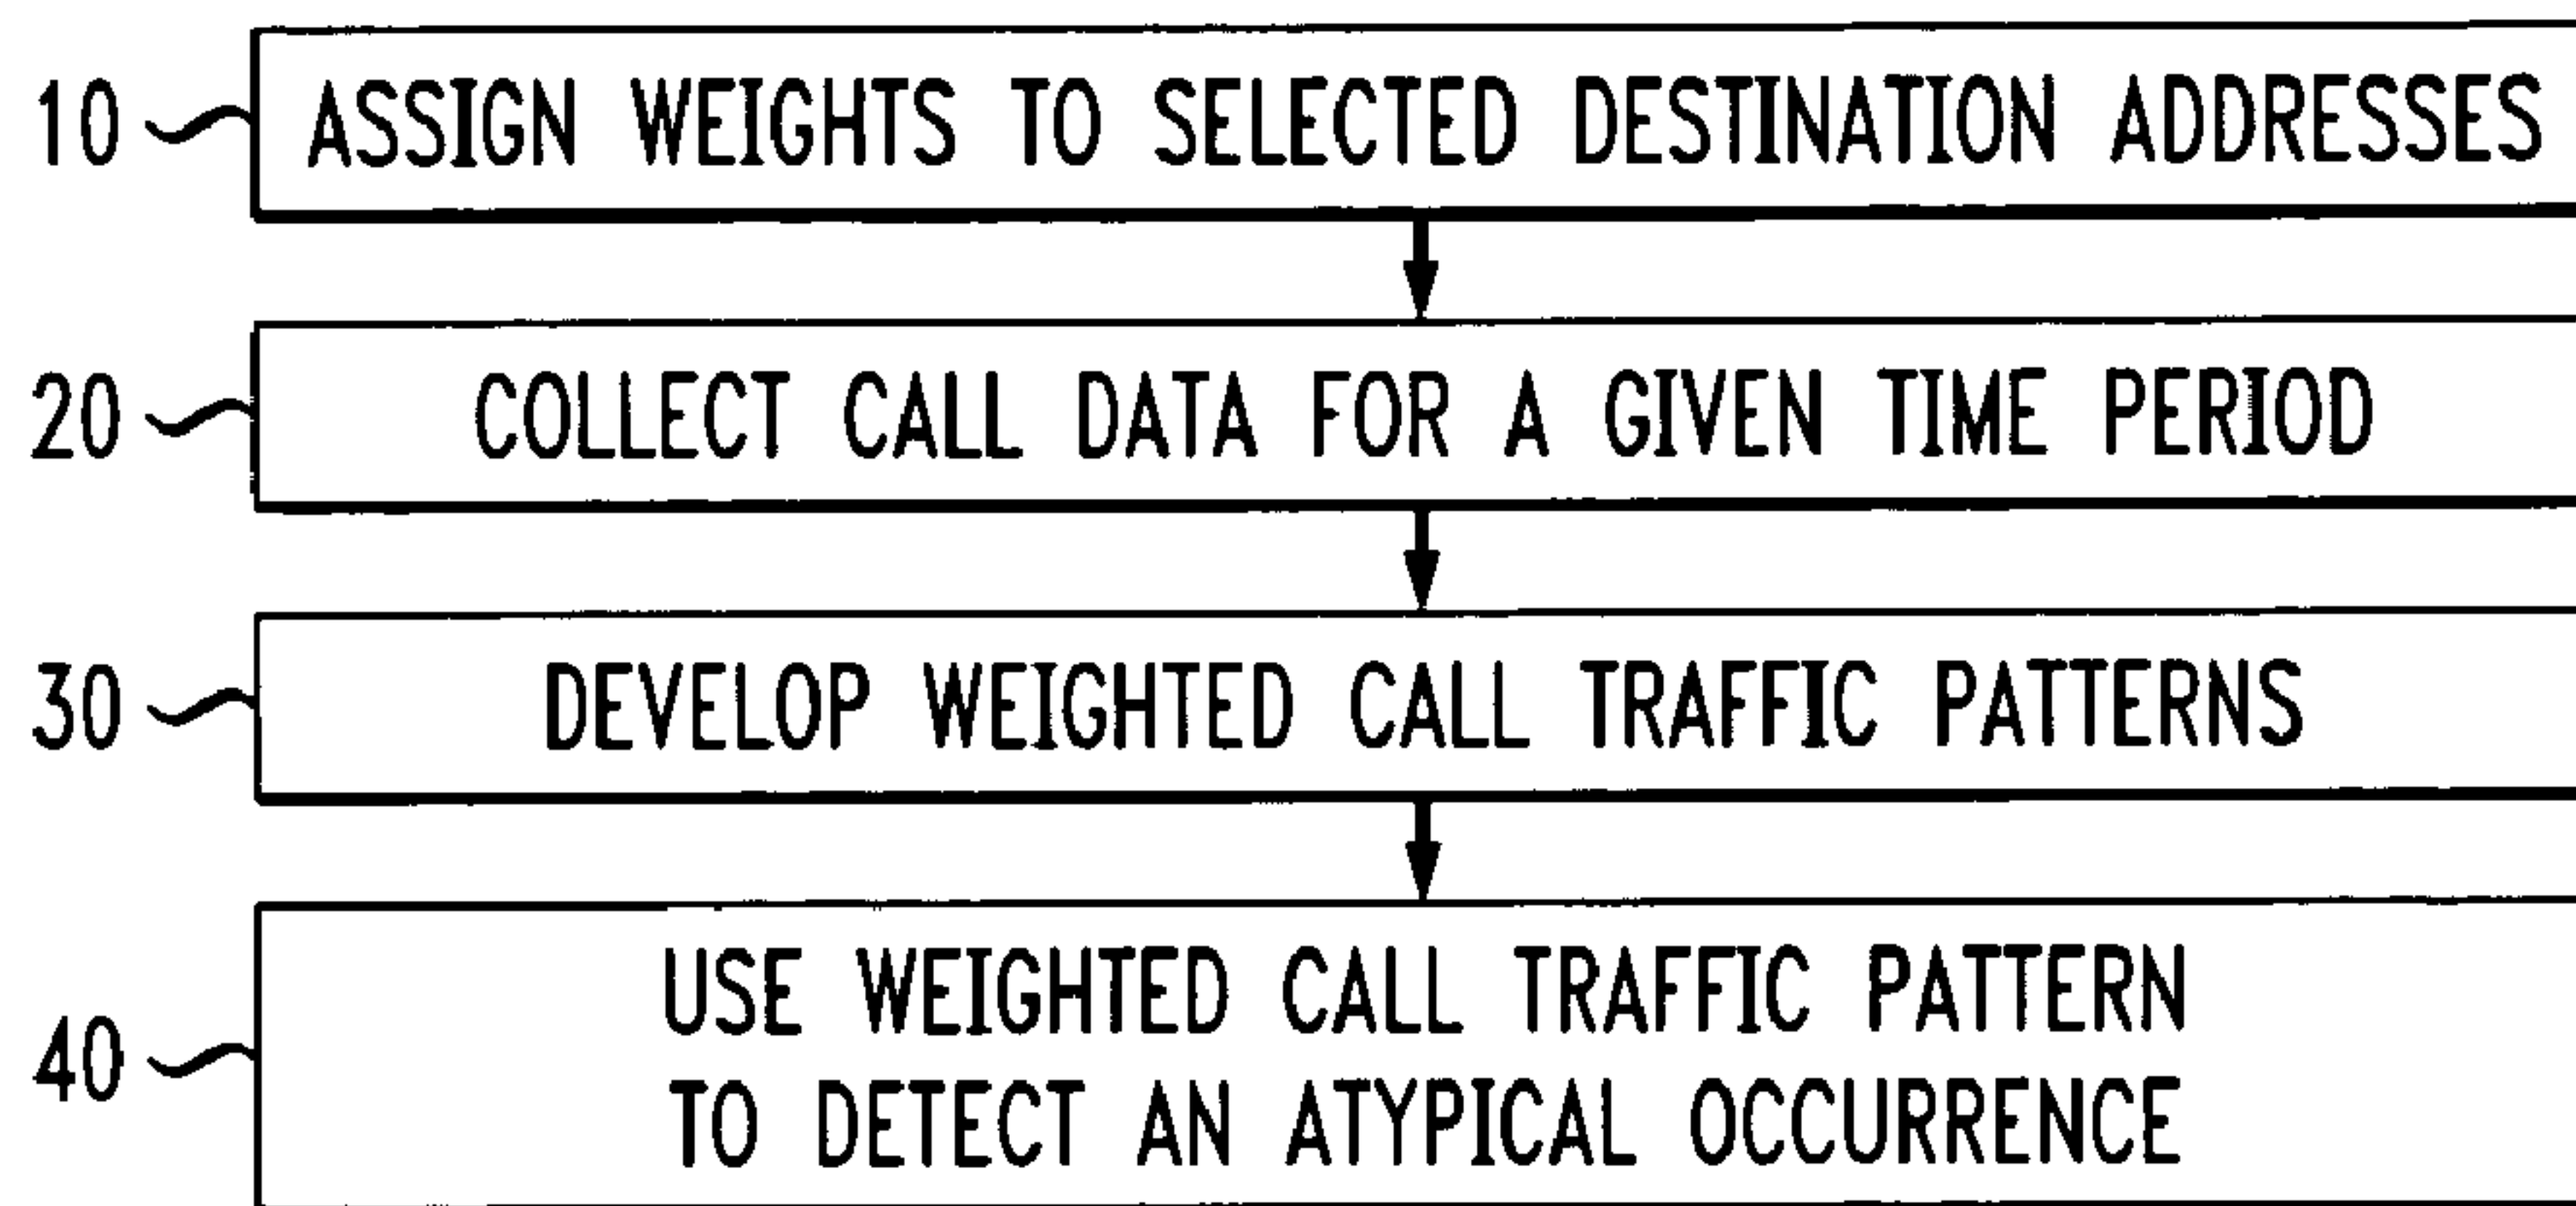 10 ASSIGN WEIGHTS TO SELECTED DESTINATION ADDRESSES
20 COLLECT CALL DATA FOR A GIVEN TIME PERIOD
30 DEVELOP WEIGHTED CALL TRAFFIC PATTERNS
40 USE WEIGHTED CALL TRAFFIC PATTERN
TO DETECT AN ATYPICAL OCCURRENCE